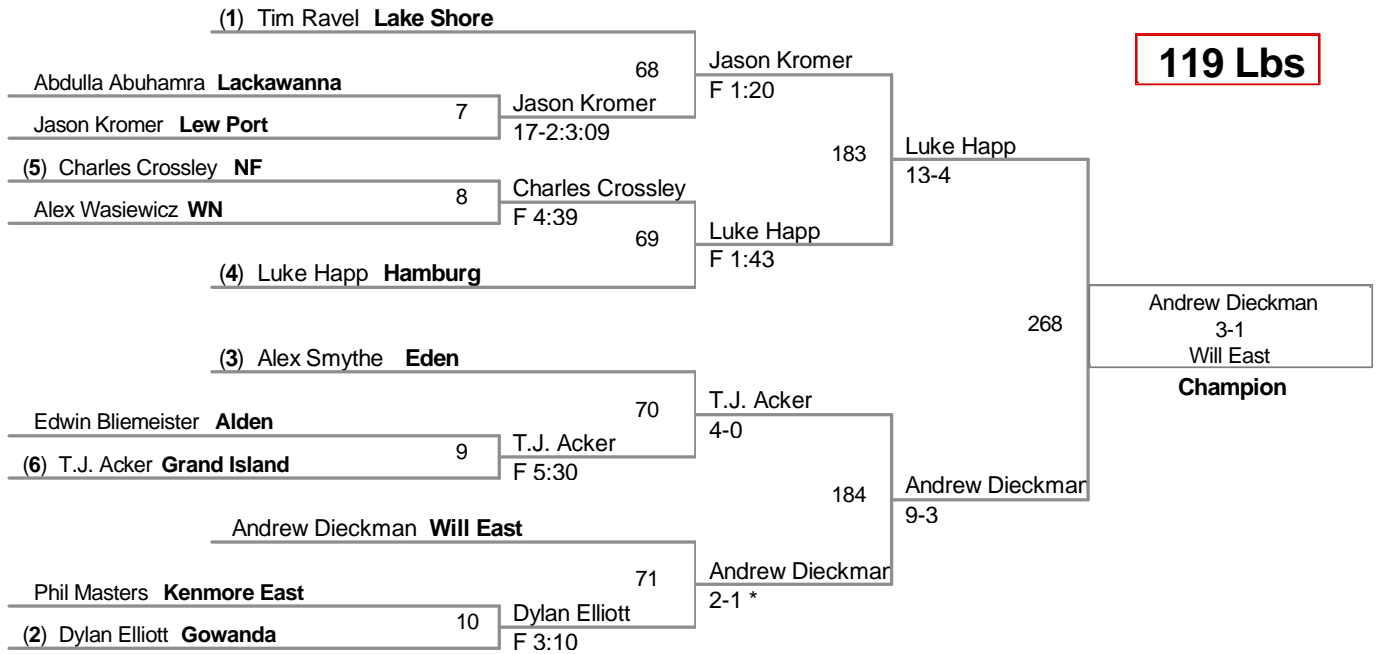 (1) Tim Ravel Lake Shore
119 Lbs
68
Jason Kromer
F 1:20
Abdulla Abuhamra Lackawanna
7
Jason Kromer
17-2:3:09
Jason Kromer Lew Port
183
Luke Happ
13-4
(5) Charles Crossley NF
8
Charles Crossley
F 4:39
Alex Wasiewicz WN
69
Luke Happ
F 1:43
(4) Luke Happ Hamburg
268
Andrew Dieckman
3-1
Will East
Champion
(3) Alex Smythe Eden
70
T.J. Acker
4-0
Edwin Bliemeister Alden
9
T.J. Acker
F 5:30
(6) T.J. Acker Grand Island
184
Andrew Dieckman
9-3
Andrew Dieckman Will East
71
Andrew Dieckman
2-1 *
Phil Masters Kenmore East
10
Dylan Elliott
F 3:10
(2) Dylan Elliott Gowanda